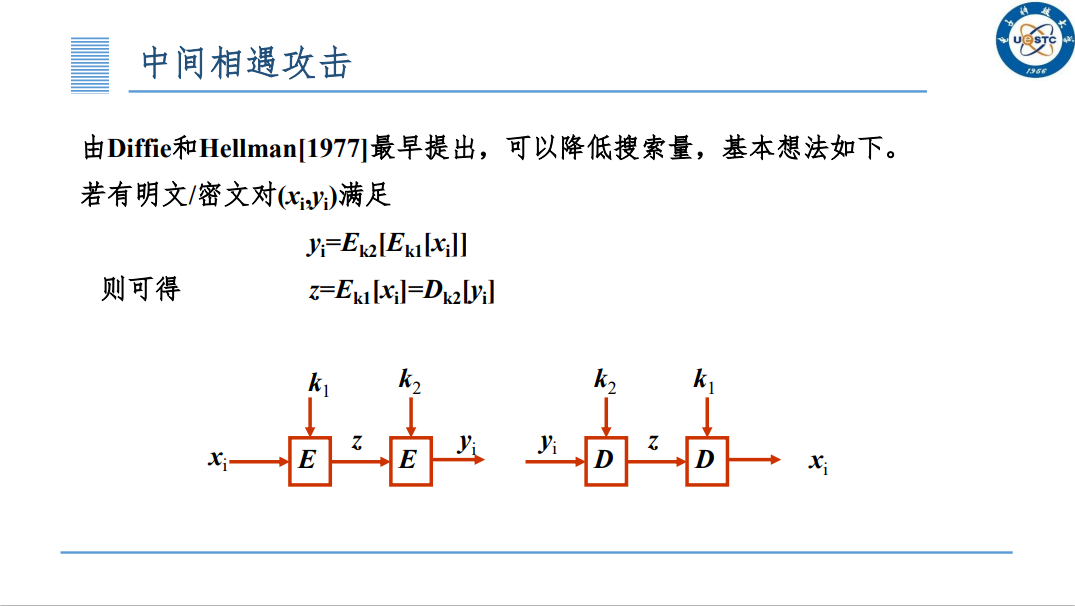 中间相遇攻击
UESTC
1956
由Diffie和Hellman[1977]最早提出，可以降低搜索量，基本想法如下。
若有明文/密文对(xᵢ,yᵢ)满足
yᵢ=Eₖ₂[Eₖ₁[xᵢ]]
则可得 z=Eₖ₁[xᵢ]=Dₖ₂[yᵢ]
k₁ k₂ k₂ k₁
xᵢ E z E yᵢ yᵢ D z D xᵢ